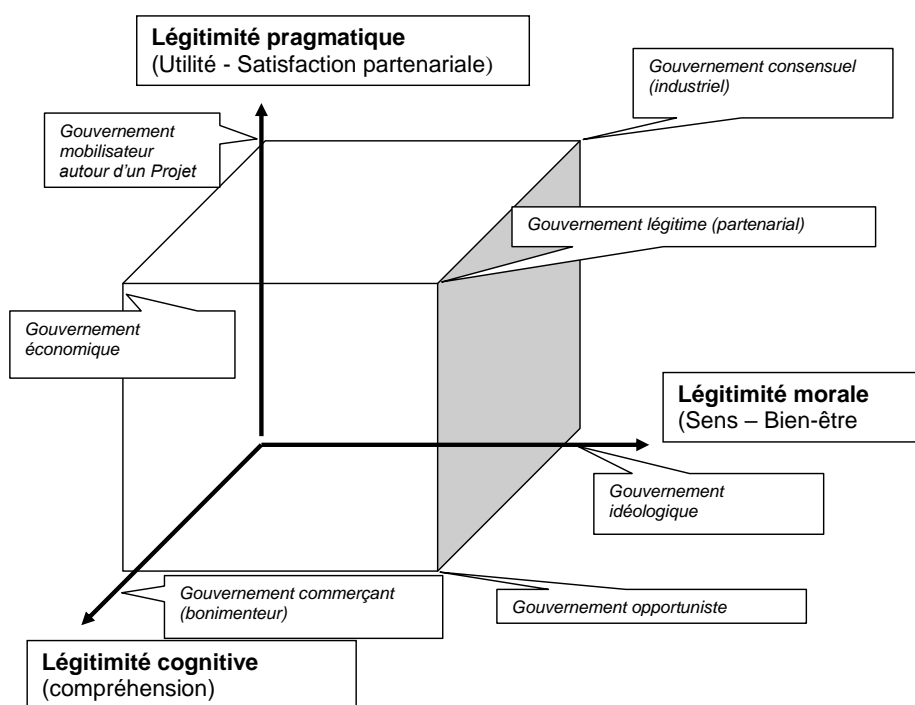 Légitimité pragmatique
(Utilité - Satisfaction partenariale)
Gouvernement consensuel
(industriel)
Gouvernement
mobilisateur
autour d'un Projet
Gouvernement légitime (partenarial)
Gouvernement
économique
Légitimité morale
(Sens – Bien-être
Gouvernement
idéologique
Gouvernement commerçant
(bonimenteur)
Gouvernement opportuniste
Légitimité cognitive
(compréhension)